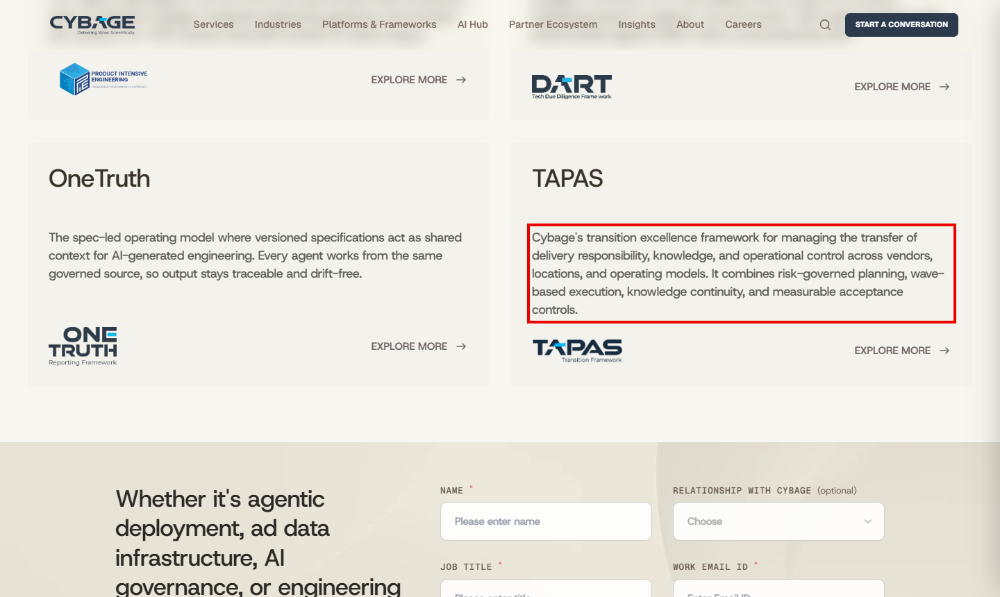 CYBAGE
Delivering Value. Scientifically.
Services
Industries
Platforms & Frameworks
AI Hub
Partner Ecosystem
Insights
About
Careers
START A CONVERSATION
PRODUCT INTENSIVE
ENGINEERING
EXPLORE MORE
DART
Tech Due Diligence Frame work
EXPLORE MORE
OneTruth
The spec-led operating model where versioned specifications act as shared
context for AI-generated engineering. Every agent works from the same
governed source, so output stays traceable and drift-free.
ONE
TRUTH
Reporting Framework
EXPLORE MORE
TAPAS
Cybage's transition excellence framework for managing the transfer of
delivery responsibility, knowledge, and operational control across vendors,
locations, and operating models. It combines risk-governed planning, wave-
based execution, knowledge continuity, and measurable acceptance
controls.
TAPAS
Transition Framework
EXPLORE MORE
Whether it's agentic
deployment, ad data
infrastructure, AI
governance, or engineering
NAME *
Please enter name
RELATIONSHIP WITH CYBAGE (optional)
Choose
JOB TITLE *
Please enter title
WORK EMAIL ID *
Enter Email ID